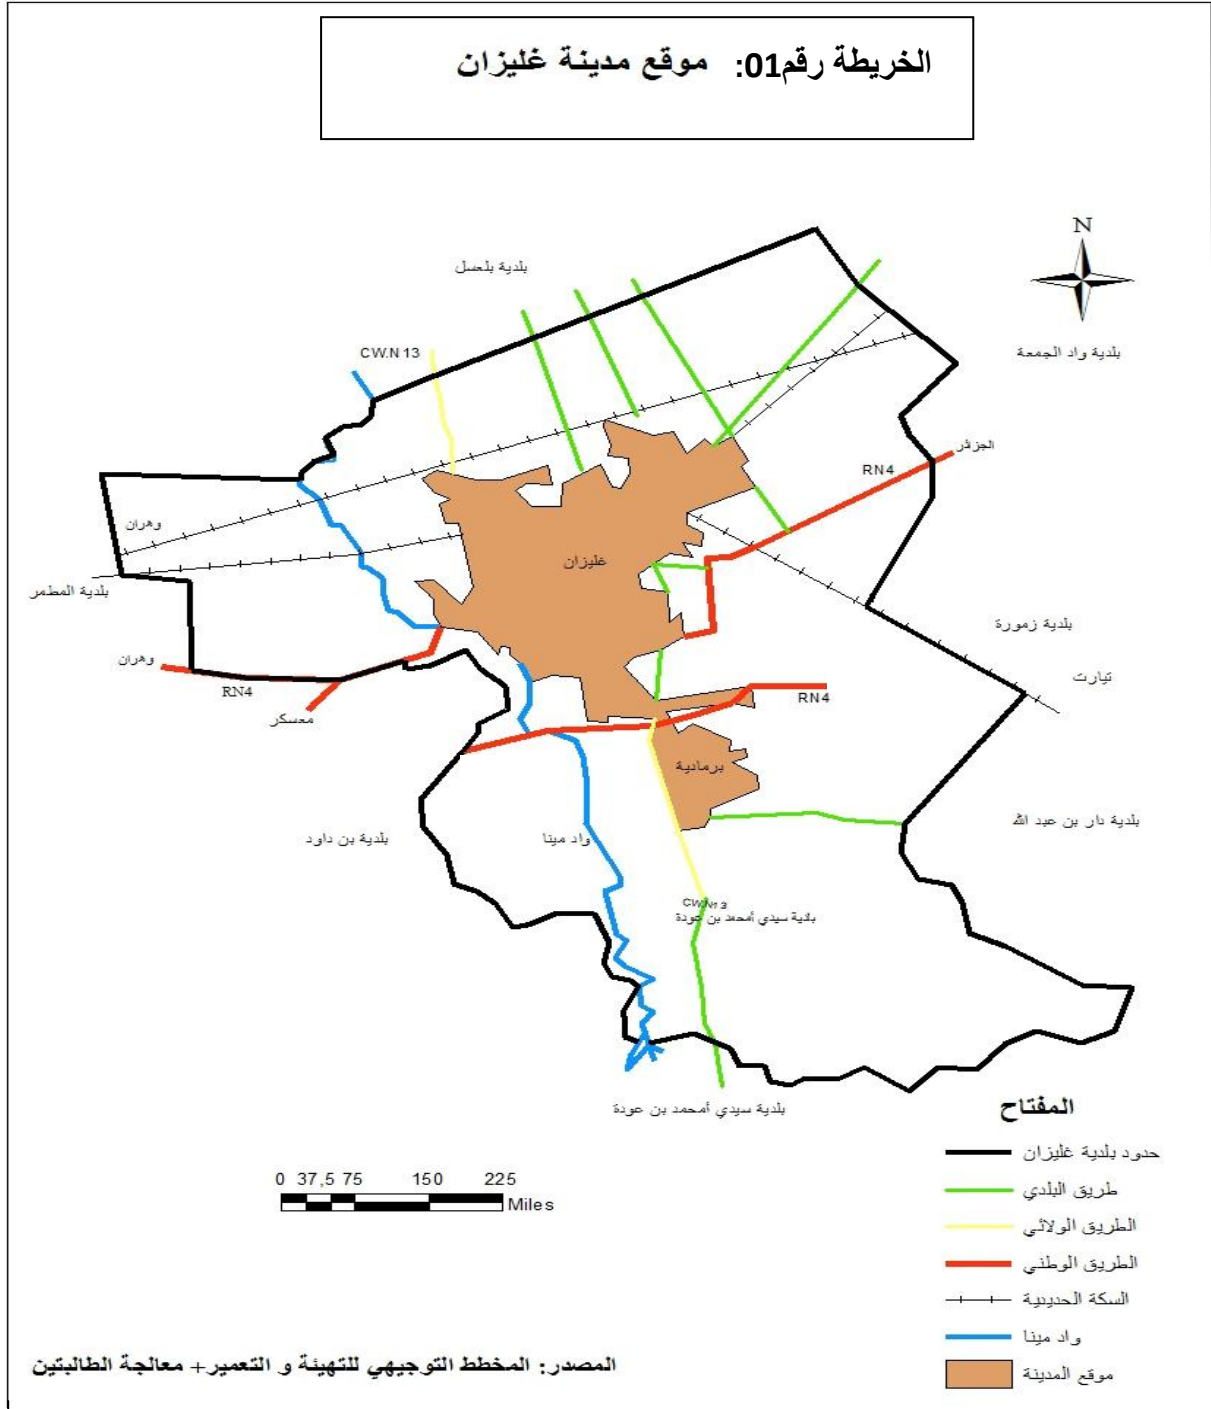 الخريطة رقم01: موقع مدينة غليزان
N
بلدية بلعسل
بلدية واد الجمعة
CW.N 13
الجزائر
RN4
وهران
غليزان
بلدية المطمر
بلدية زمورة
وهران
تيارت
RN4
RN4
معسكر
برمادية
بلدية دار بن عبد الله
بلدية بن داود
واد مينا
CW.N13
بلدية سيدي أمحمد بن عودة
بلدية سيدي أمحمد بن عودة
المفتاح
حدود بلدية غليزان
طريق البلدي
الطريق الولائي
الطريق الوطني
السكة الحديدية
واد مينا
موقع المدينة
0 37,5 75 150 225
Miles
المصدر: المخطط التوجيهي للتهيئة و التعمير+ معالجة الطالبتين